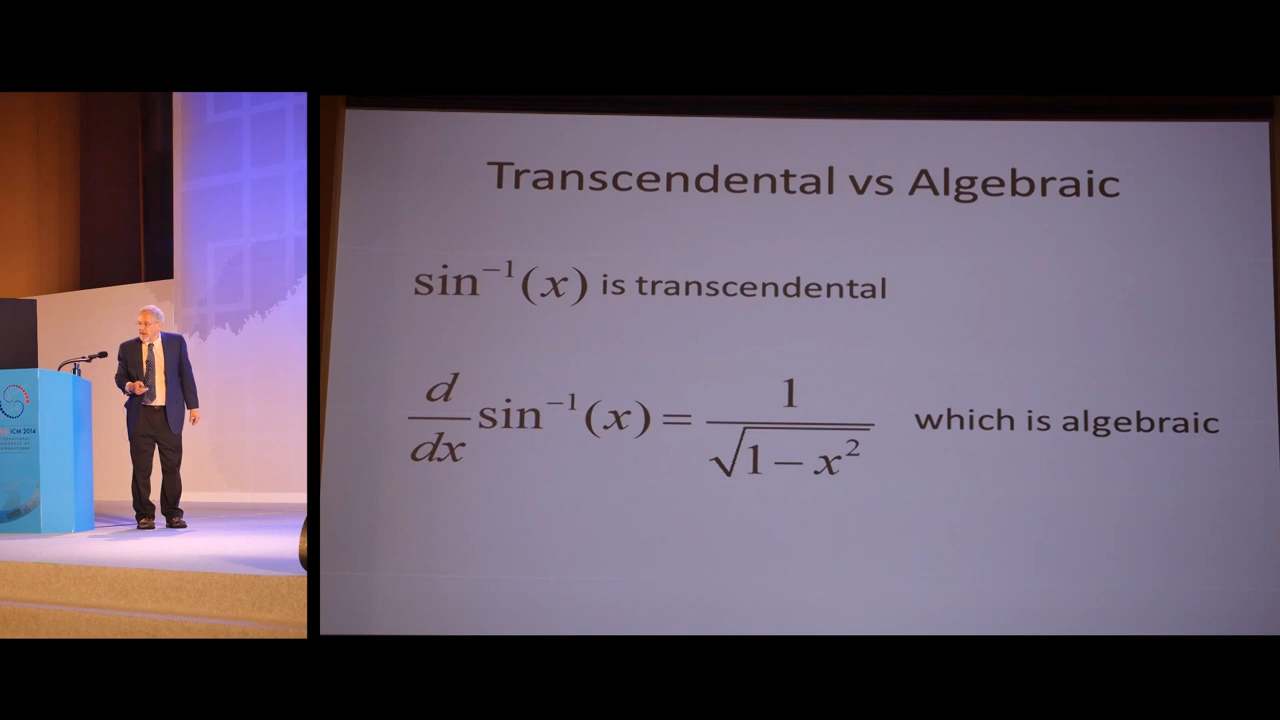 Transcendental vs Algebraic
sin⁻¹(x) is transcendental
d/dx sin⁻¹(x) = 1/√(1−x²) which is algebraic
ICM 2014